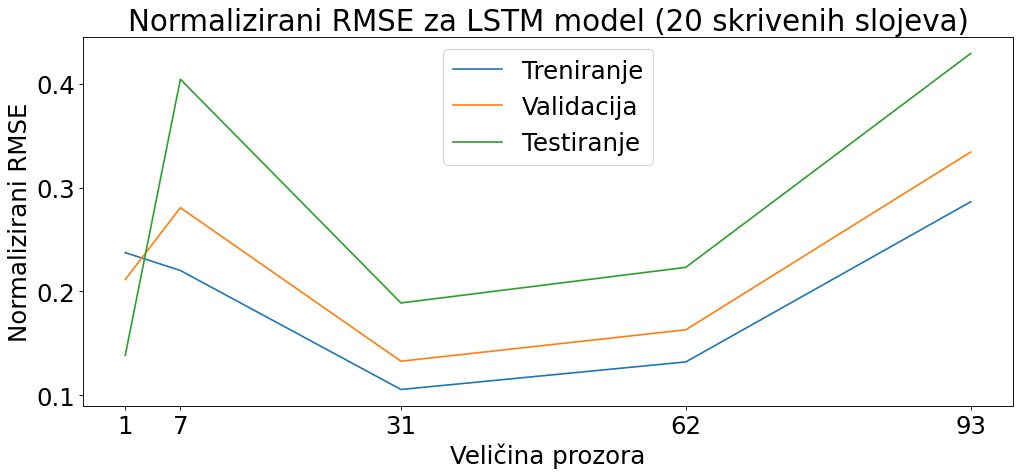 Normalizirani RMSE za LSTM model (20 skrivenih slojeva)
Treniranje
Validacija
Testiranje
Normalizirani RMSE
0.4
0.3
0.2
0.1
1 7 31 62 93
Veličina prozora